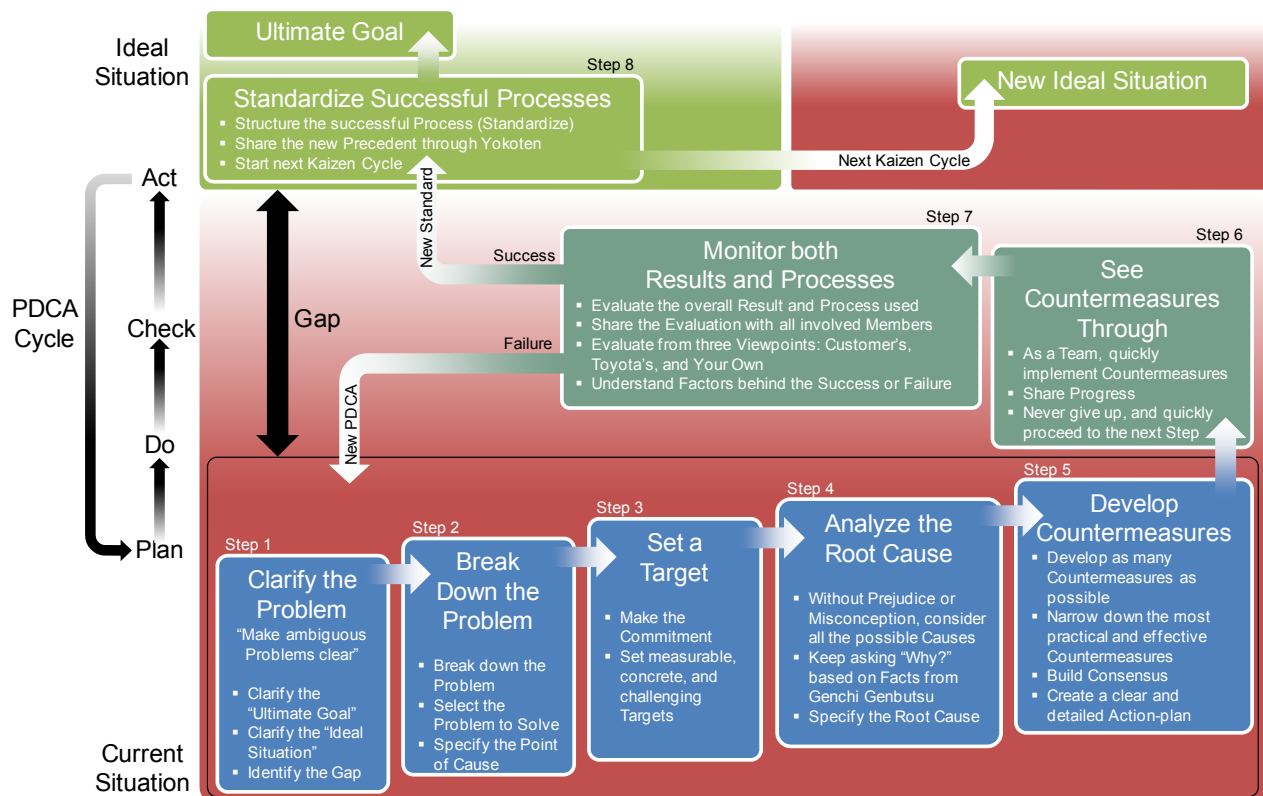 Ideal
Situation
Ultimate Goal
Step 8
Standardize Successful Processes
▪ Structure the successful Process (Standardize)
▪ Share the new Precedent through Yokoten
▪ Start next Kaizen Cycle
New Ideal Situation
Next Kaizen Cycle
PDCA
Cycle
Act
Check
Do
Plan
Gap
New Standard
Success
Failure
New PDCA
Step 7
Monitor both
Results and Processes
▪ Evaluate the overall Result and Process used
▪ Share the Evaluation with all involved Members
▪ Evaluate from three Viewpoints: Customer’s,
Toyota’s, and Your Own
▪ Understand Factors behind the Success or Failure
Step 6
See
Countermeasures
Through
▪ As a Team, quickly
implement Countermeasures
▪ Share Progress
▪ Never give up, and quickly
proceed to the next Step
Step 1
Clarify the
Problem
“Make ambiguous
Problems clear”
▪ Clarify the
“Ultimate Goal”
▪ Clarify the “Ideal
Situation”
▪ Identify the Gap
Step 2
Break
Down the
Problem
▪ Break down the
Problem
▪ Select the
Problem to Solve
▪ Specify the Point
of Cause
Step 3
Set a
Target
▪ Make the
Commitment
▪ Set measurable,
concrete, and
challenging
Targets
Step 4
Analyze the
Root Cause
▪ Without Prejudice or
Misconception, consider
all the possible Causes
▪ Keep asking “Why?”
based on Facts from
Genchi Genbutsu
▪ Specify the Root Cause
Step 5
Develop
Countermeasures
▪ Develop as many
Countermeasures as
possible
▪ Narrow down the most
practical and effective
Countermeasures
▪ Build Consensus
▪ Create a clear and
detailed Action-plan
Current
Situation